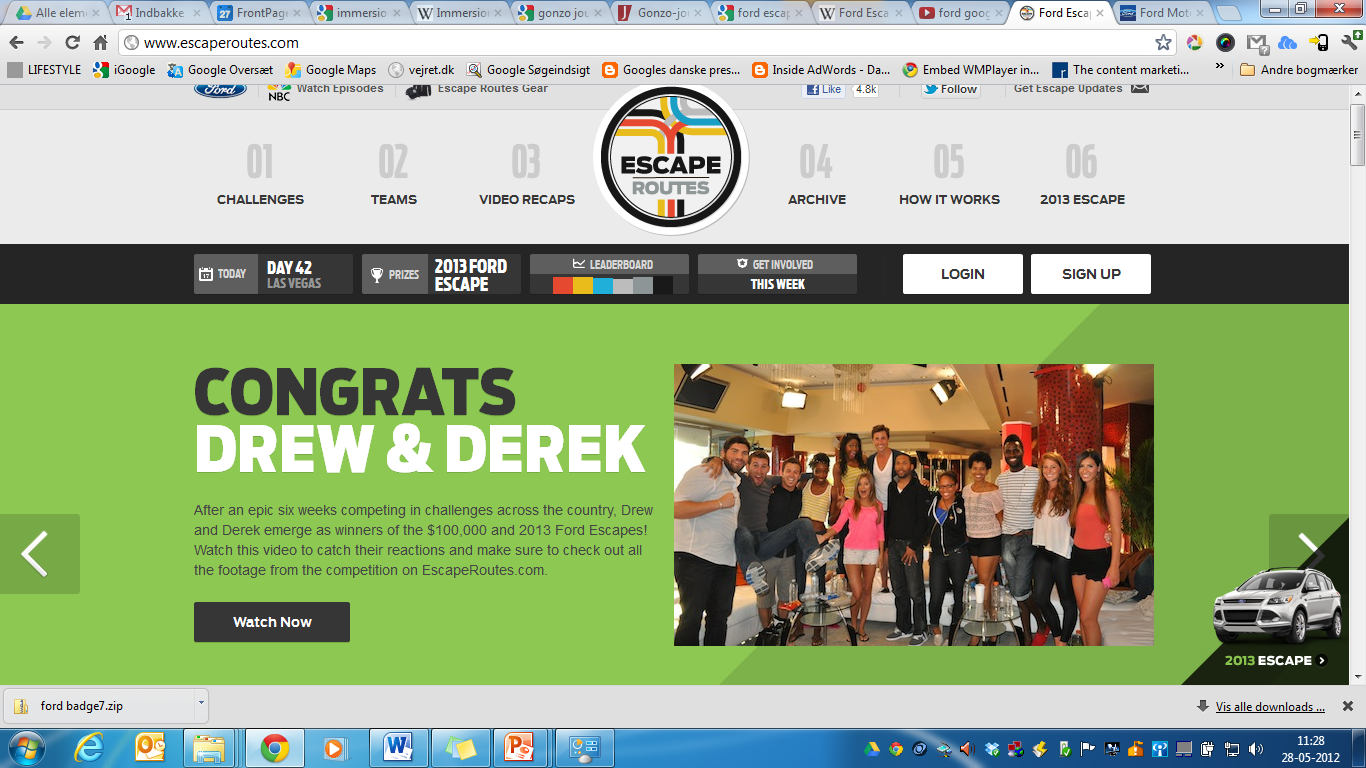 Alle elem
Indbakke
FrontPage
immersio
Immersio
gonzo jou
Gonzo-jo
ford escap
Ford Esca
ford goog
Ford Escap
Ford Mot
www.escaperoutes.com
LIFESTYLE
iGoogle
Google Oversæt
Google Maps
vejret.dk
Google Søgeindsigt
Googles danske pres...
Inside AdWords - Da...
Embed WMPlayer in...
The content marketi...
»
Andre bogmærker
Ford
NBC
Watch Episodes
Escape Routes Gear
Like 4.8k
Follow
Get Escape Updates
01
CHALLENGES
02
TEAMS
03
VIDEO RECAPS
ESCAPE
ROUTES
04
ARCHIVE
05
HOW IT WORKS
06
2013 ESCAPE
TODAY
DAY 42
LAS VEGAS
PRIZES
2013 FORD
ESCAPE
LEADERBOARD
GET INVOLVED
THIS WEEK
LOGIN
SIGN UP
CONGRATS
DREW & DEREK
After an epic six weeks competing in challenges across the country, Drew
and Derek emerge as winners of the $100,000 and 2013 Ford Escapes!
Watch this video to catch their reactions and make sure to check out all
the footage from the competition on EscapeRoutes.com.
Watch Now
2013 ESCAPE
ford badge7.zip
Vis alle downloads ...
11:28
28-05-2012